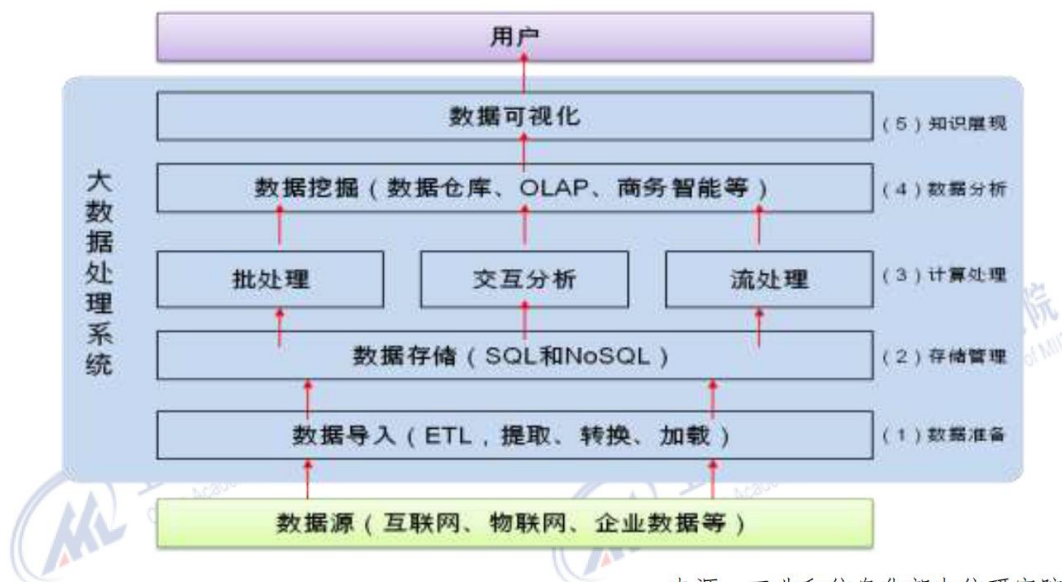 用户
数据可视化
（5）知识展现
数据挖掘（数据仓库、OLAP、商务智能等）
（4）数据分析
大数据处理系统
批处理
交互分析
流处理
（3）计算处理
数据存储（SQL和NoSQL）
（2）存储管理
数据导入（ETL，提取、转换、加载）
（1）数据准备
数据源（互联网、物联网、企业数据等）